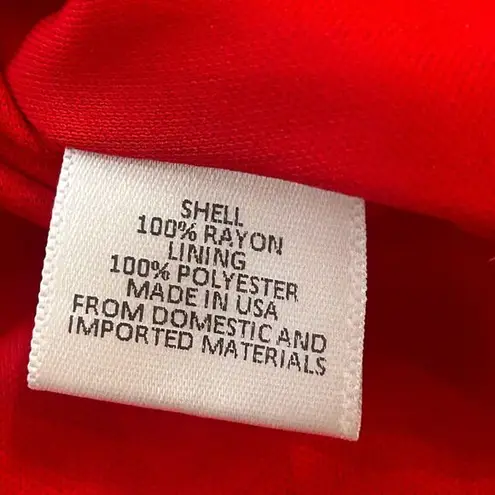 SHELL
100% RAYON
LINING
100% POLYESTER
MADE IN USA
FROM DOMESTIC AND
IMPORTED MATERIALS